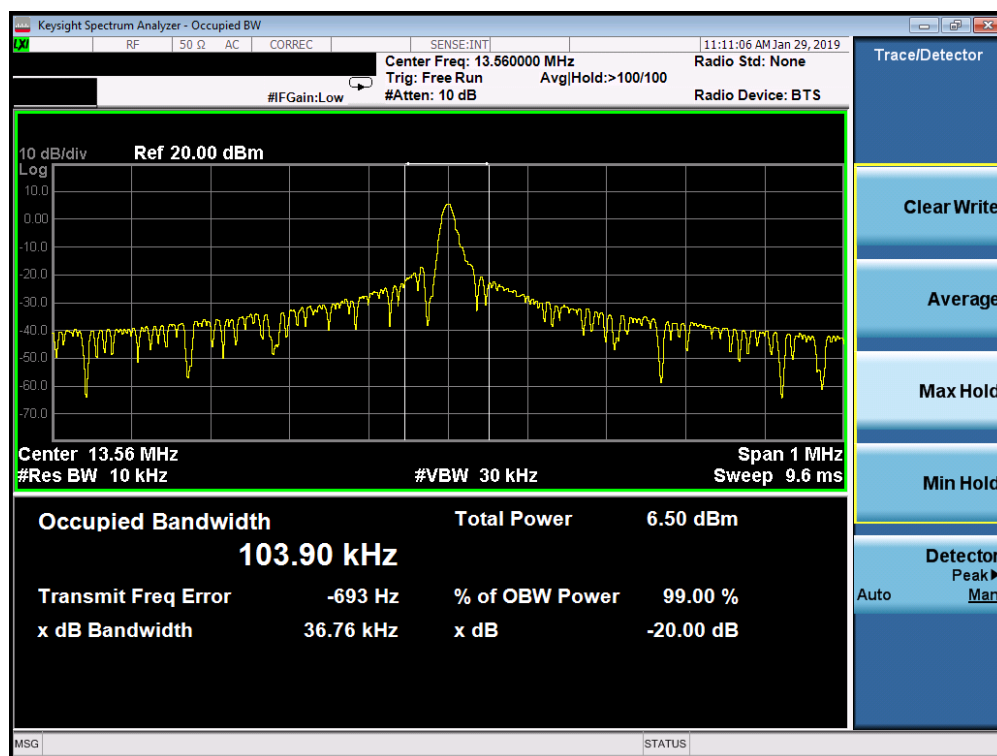 Keysight Spectrum Analyzer - Occupied BW
LXI RF 50 Ω AC CORREC SENSE:INT 11:11:06 AM Jan 29, 2019
Center Freq: 13.560000 MHz Radio Std: None
Trig: Free Run Avg|Hold:>100/100
#IFGain:Low #Atten: 10 dB Radio Device: BTS
10 dB/div Ref 20.00 dBm
Log
10.0
0.00
-10.0
-20.0
-30.0
-40.0
-50.0
-60.0
-70.0
Center 13.56 MHz Span 1 MHz
#Res BW 10 kHz #VBW 30 kHz Sweep 9.6 ms
Occupied Bandwidth Total Power 6.50 dBm
103.90 kHz
Transmit Freq Error -693 Hz % of OBW Power 99.00 %
x dB Bandwidth 36.76 kHz x dB -20.00 dB
MSG STATUS
Trace/Detector
Clear Write
Average
Max Hold
Min Hold
Detector
Peak
Auto Man